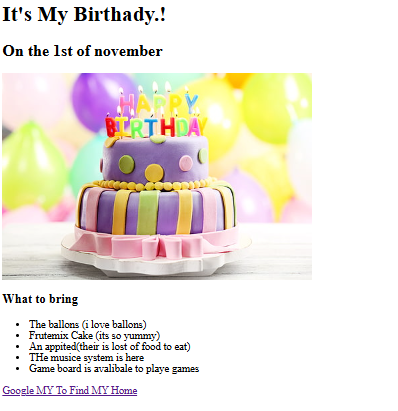 It's My Birthady.!
On the 1st of november
HAPPY
BIRTHDAY
What to bring
The ballons (i love ballons)
Frutemix Cake (its so yummy)
An appited(their is lost of food to eat)
THe musice system is here
Game board is avalibale to playe games
Google MY To Find MY Home